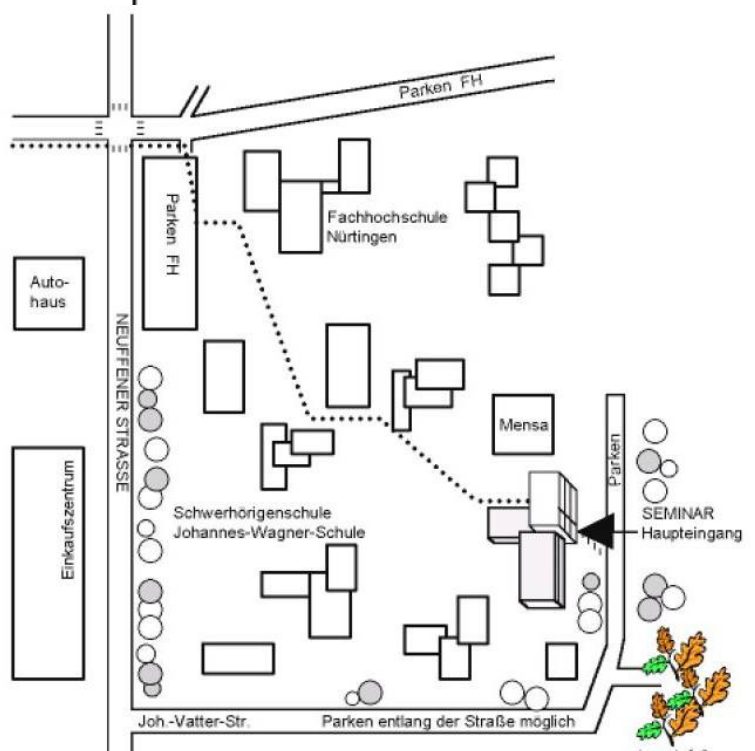 Parken FH
Parken FH
Fachhochschule
Nürtingen
Auto-
haus
NEUFFENER STRASSE
Mensa
Parken
Einkaufszentrum
SEMINAR
Haupteingang
Schwerhörigenschule
Johannes-Wagner-Schule
Joh.-Vatter-Str.
Parken entlang der Straße möglich